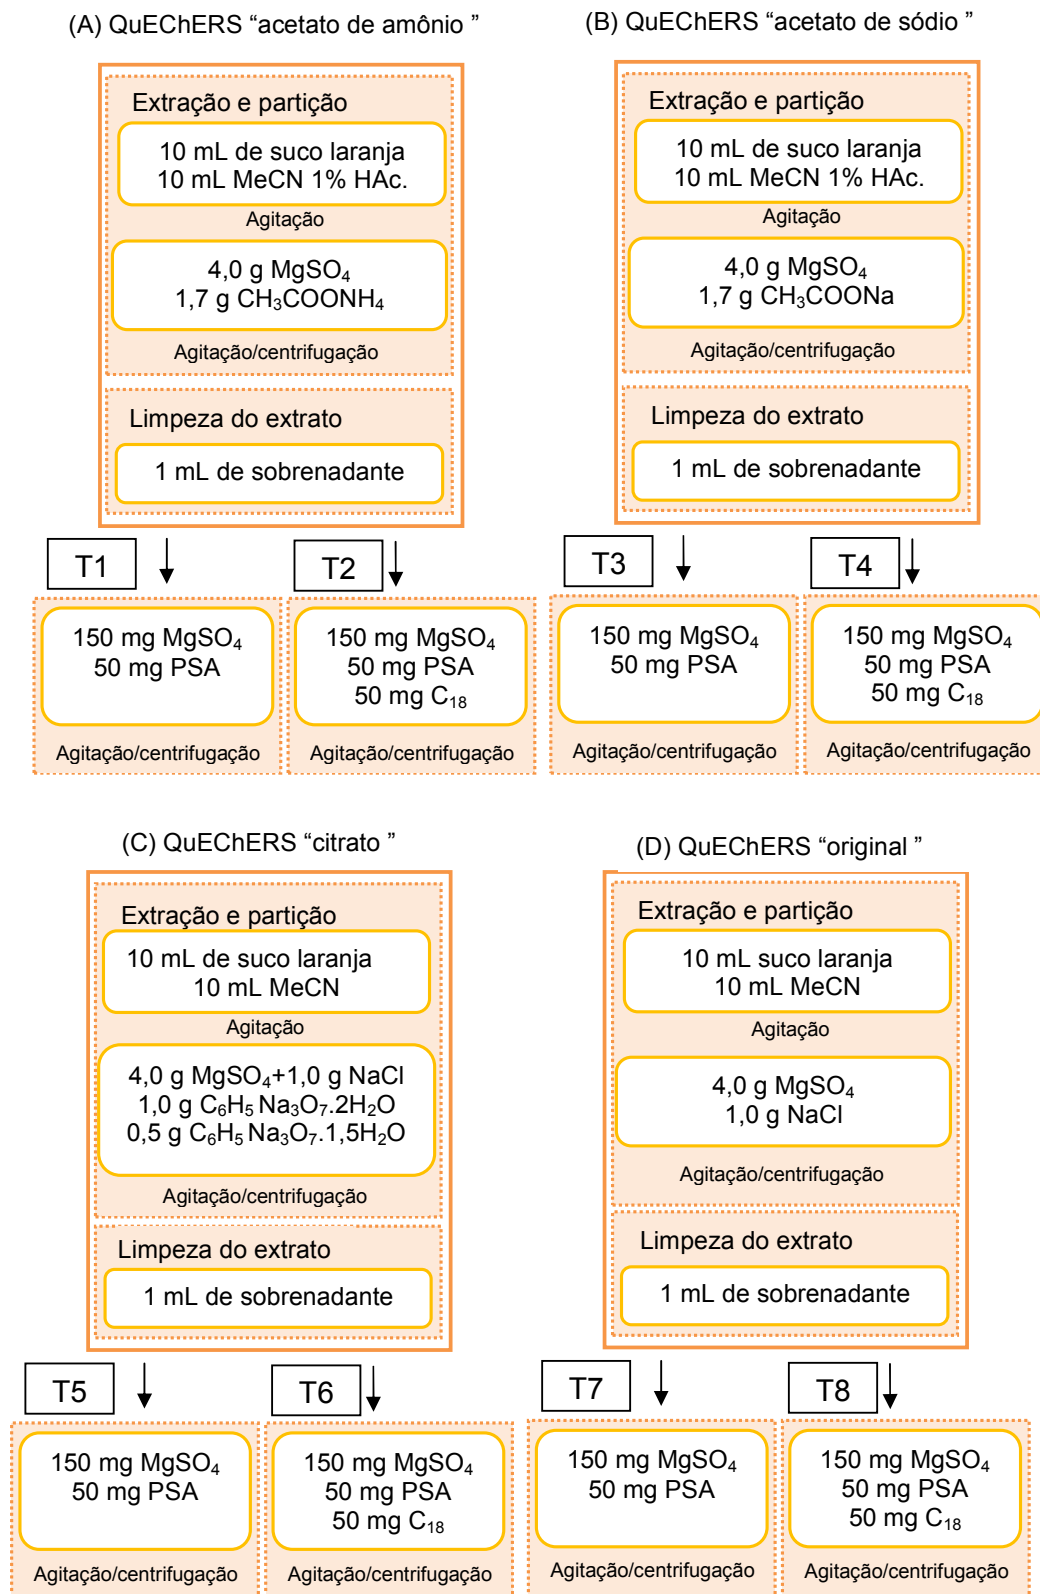 (A) QuEChERS “acetato de amônio ”
Extração e partição
10 mL de suco laranja
10 mL MeCN 1% HAc.
Agitação
4,0 g MgSO₄
1,7 g CH₃COONH₄
Agitação/centrifugação
Limpeza do extrato
1 mL de sobrenadante
T1
150 mg MgSO₄
50 mg PSA
Agitação/centrifugação
T2
150 mg MgSO₄
50 mg PSA
50 mg C₁₈
Agitação/centrifugação
(B) QuEChERS “acetato de sódio ”
Extração e partição
10 mL de suco laranja
10 mL MeCN 1% HAc.
Agitação
4,0 g MgSO₄
1,7 g CH₃COONa
Agitação/centrifugação
Limpeza do extrato
1 mL de sobrenadante
T3
150 mg MgSO₄
50 mg PSA
Agitação/centrifugação
T4
150 mg MgSO₄
50 mg PSA
50 mg C₁₈
Agitação/centrifugação
(C) QuEChERS “citrato ”
Extração e partição
10 mL de suco laranja
10 mL MeCN
Agitação
4,0 g MgSO₄+1,0 g NaCl
1,0 g C₆H₅ Na₃O₇.2H₂O
0,5 g C₆H₅ Na₃O₇.1,5H₂O
Agitação/centrifugação
Limpeza do extrato
1 mL de sobrenadante
T5
150 mg MgSO₄
50 mg PSA
Agitação/centrifugação
T6
150 mg MgSO₄
50 mg PSA
50 mg C₁₈
Agitação/centrifugação
(D) QuEChERS “original ”
Extração e partição
10 mL suco laranja
10 mL MeCN
Agitação
4,0 g MgSO₄
1,0 g NaCl
Agitação/centrifugação
Limpeza do extrato
1 mL de sobrenadante
T7
150 mg MgSO₄
50 mg PSA
Agitação/centrifugação
T8
150 mg MgSO₄
50 mg PSA
50 mg C₁₈
Agitação/centrifugação